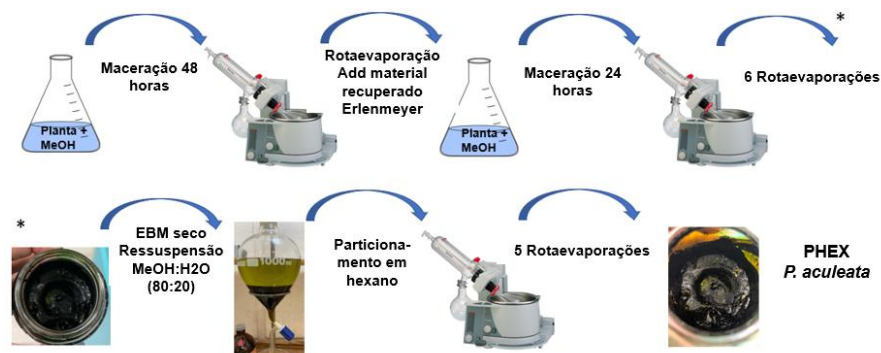 *
Maceração 48
horas
Rotaevaporação
Add material
recuperado
Erlenmeyer
Maceração 24
horas
6 Rotaevaporações
Planta +
MeOH
Planta +
MeOH
*
EBM seco
Ressuspensão
MeOH:H2O
(80:20)
1000
Particiona-
mento em
hexano
5 Rotaevaporações
PHEX
P. aculeata